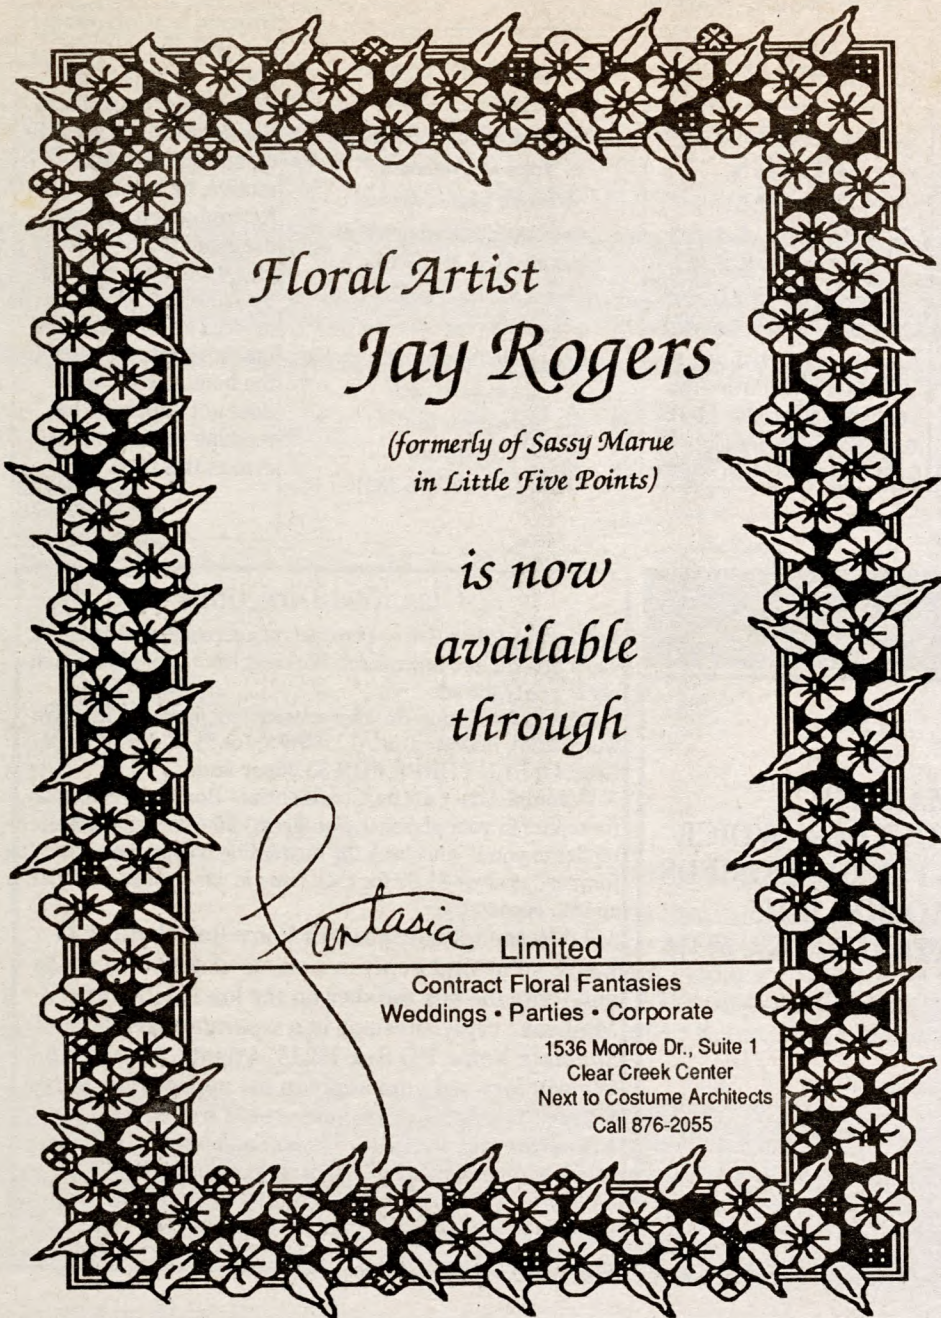 Floral Artist
Jay Rogers
(formerly of Sassy Marue
in Little Five Points)
is now
available
through
Fantasia Limited
Contract Floral Fantasies
Weddings • Parties • Corporate
1536 Monroe Dr., Suite 1
Clear Creek Center
Next to Costume Architects
Call 876-2055